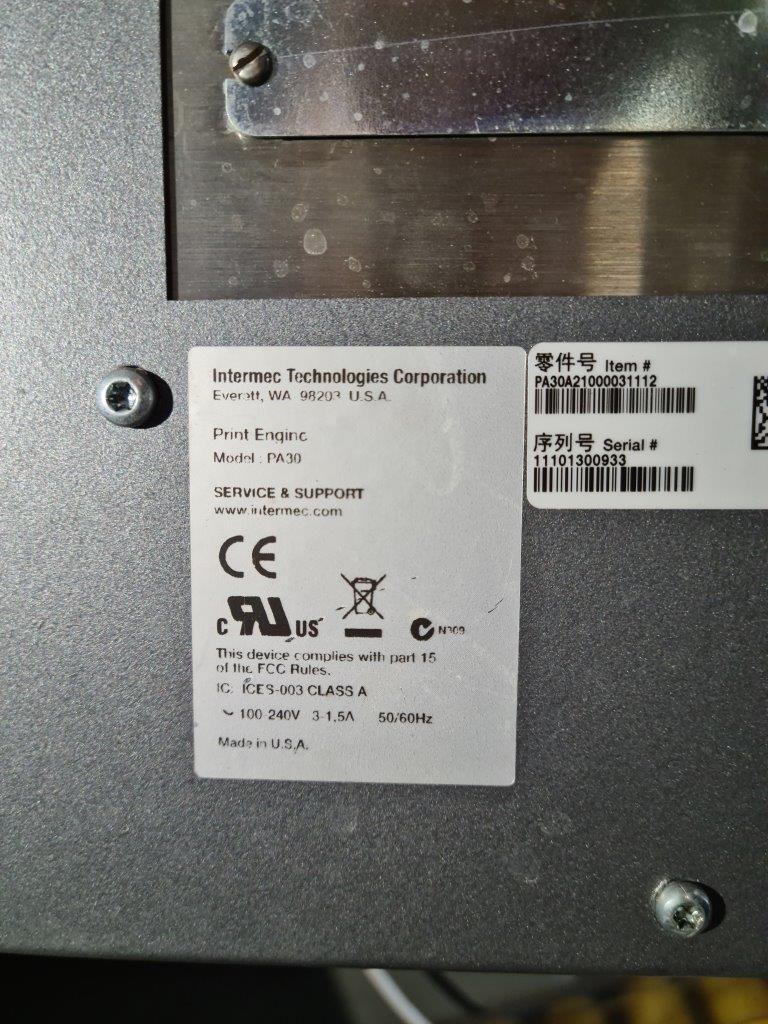 Intermec Technologies Corporation
Everett, WA 98203 U.S.A.
Print Engine
Model : PA30
SERVICE & SUPPORT
www.intermec.com
CE
c RU US
N309
This device complies with part 15
of the FCC Rules.
IC: ICES-003 CLASS A
~ 100-240V 3-1,5A 50/60Hz
Made in U.S.A.
零件号 Item #
PA30A21000031112
序列号 Serial #
11101300933